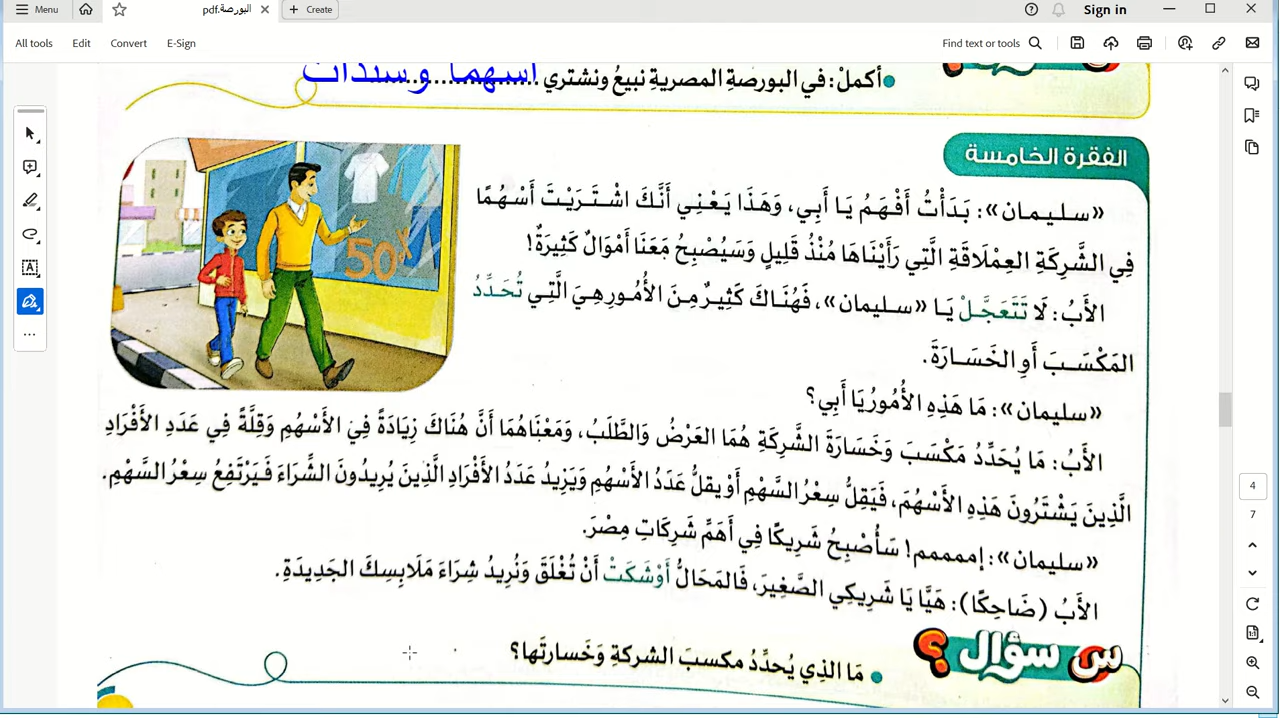 Menu
البورصة.pdf
Create
Sign in
All tools
Edit
Convert
E-Sign
Find text or tools
أسهما وسندات
أكملْ: في البورصةِ المصريةِ نبيعُ ونشتري ..........
الفقرة الخامسة
«سليمان»: بَدَأْتُ أَفْهَمُ يَا أَبِي، وَهَذَا يَعْنِي أَنَّكَ اشْتَرَيْتَ أَسْهُمًا
فِي الشَّرِكَةِ العِمْلَاقَةِ الَّتِي رَأَيْنَاهَا مُنْذُ قَلِيلٍ وَسَيُصْبِحُ مَعَنَا أَمْوَالٌ كَثِيرَةٌ!
الأَبُ: لَا تَتَعَجَّلْ يَا «سليمان»، فَهُنَاكَ كَثِيرٌ مِنَ الأُمُورِ هِيَ الَّتِي تُحَدِّدُ
المَكْسَبَ أَوِ الخَسَارَةَ.
«سليمان»: مَا هَذِهِ الأُمُورُ يَا أَبِي؟
الأَبُ: مَا يُحَدِّدُ مَكْسَبَ وَخَسَارَةَ الشَّرِكَةِ هُمَا العَرْضُ وَالطَّلَبُ، وَمَعْنَاهُمَا أَنَّ هُنَاكَ زِيَادَةً فِي الأَسْهُمِ وَقِلَّةً فِي عَدَدِ الأَفْرَادِ
الَّذِينَ يَشْتَرُونَ هَذِهِ الأَسْهُمَ، فَيَقِلُّ سِعْرُ السَّهْمِ أَوْ يقلُّ عَدَدُ الأَسْهُمِ وَيَزِيدُ عَدَدُ الأَفْرَادِ الَّذِينَ يُرِيدُونَ الشِّرَاءَ فَيَرْتَفِعُ سِعْرُ السَّهْمِ.
«سليمان»: إمممممم! سَأُصْبِحُ شَرِيكًا فِي أَهَمِّ شَرِكَاتِ مِصْرَ.
الأَبُ (ضَاحِكًا): هَيَّا يَا شَرِيكِي الصَّغِيرَ، فَالمَحَالُّ أَوْشَكَتْ أَنْ تُغْلَقَ وَنُرِيدُ شِرَاءَ مَلَابِسِكَ الجَدِيدَةِ.
50%
س سؤال ؟
مَا الذِي يُحدِّدُ مكسبَ الشركةِ وَخَسارتَها؟
4
7